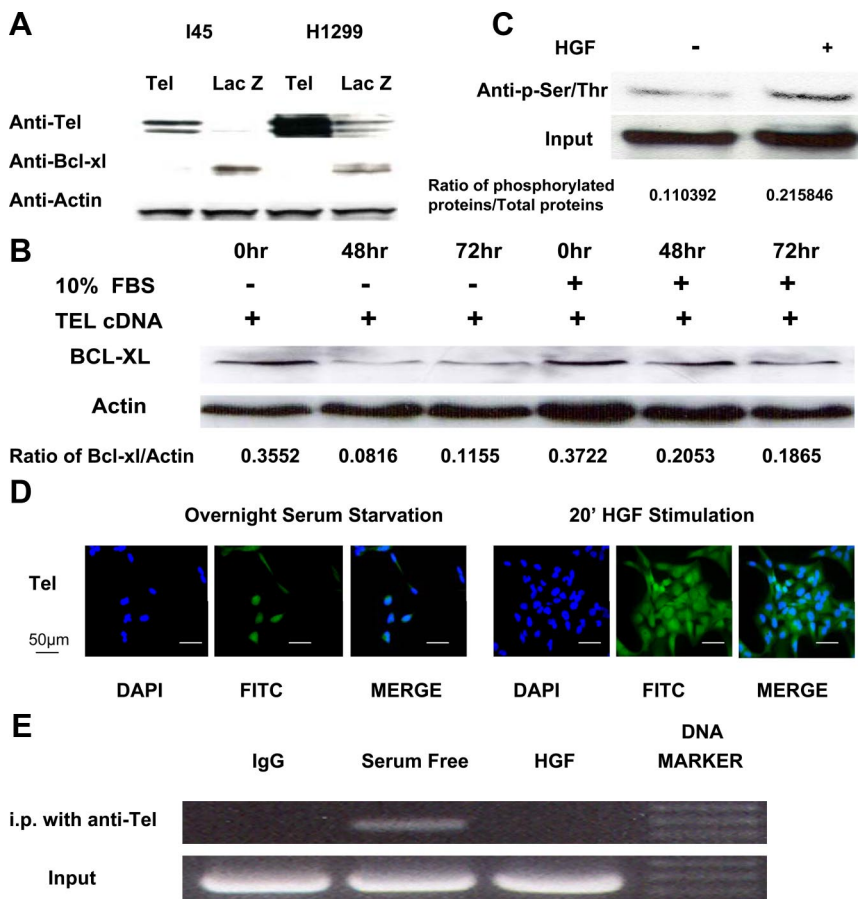 A
I45 H1299
Tel Lac Z Tel Lac Z
Anti-Tel
Anti-Bcl-xl
Anti-Actin
C
HGF - +
Anti-p-Ser/Thr
Input
Ratio of phosphorylated
proteins/Total proteins 0.110392 0.215846
B
0hr 48hr 72hr 0hr 48hr 72hr
10% FBS - - - + + +
TEL cDNA + + + + + +
BCL-XL
Actin
Ratio of Bcl-xl/Actin 0.3552 0.0816 0.1155 0.3722 0.2053 0.1865
D
Overnight Serum Starvation 20' HGF Stimulation
Tel
50μm
DAPI FITC MERGE DAPI FITC MERGE
E
IgG Serum Free HGF DNA
MARKER
i.p. with anti-Tel
Input